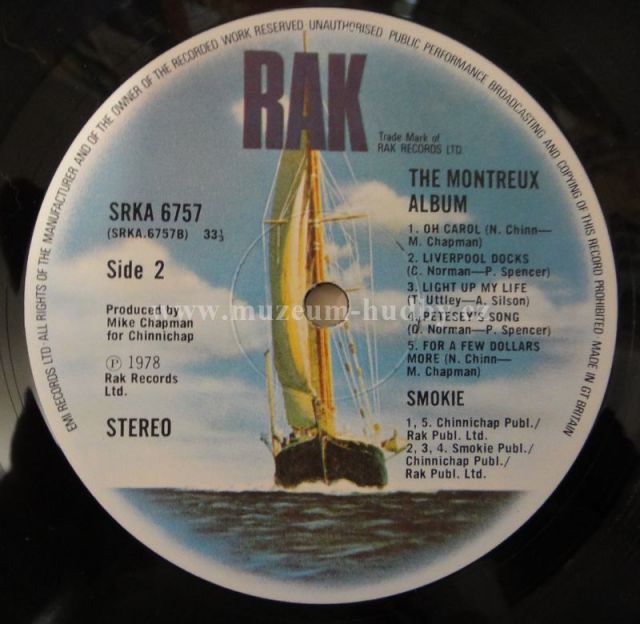 EMI RECORDS LTD· ALL RIGHTS OF THE MANUFACTURER AND OF THE OWNER OF THE RECORDED WORK RESERVED UNAUTHORISED PUBLIC PERFORMANCE BROADCASTING AND COPYING OF THIS RECORD PROHIBITED MADE IN GT BRITAIN
RAK
Trade Mark of
RAK RECORDS LTD.
SRKA 6757
(SRKA.6757B) 33⅓
Side 2
Produced by
Mike Chapman
for Chinnichap
Ⓟ 1978
Rak Records
Ltd.
STEREO
THE MONTREUX
ALBUM
1. OH CAROL (N. Chinn—
M. Chapman)
2. LIVERPOOL DOCKS
(C. Norman—P. Spencer)
3. LIGHT UP MY LIFE
(T. Uttley—A. Silson)
4. PETESEY'S SONG
(C. Norman—P. Spencer)
5. FOR A FEW DOLLARS
MORE (N. Chinn—
M. Chapman)
SMOKIE
1, 5. Chinnichap Publ./
Rak Publ. Ltd.
2, 3, 4. Smokie Publ./
Chinnichap Publ./
Rak Publ. Ltd.
www.muzeum-hudby.cz